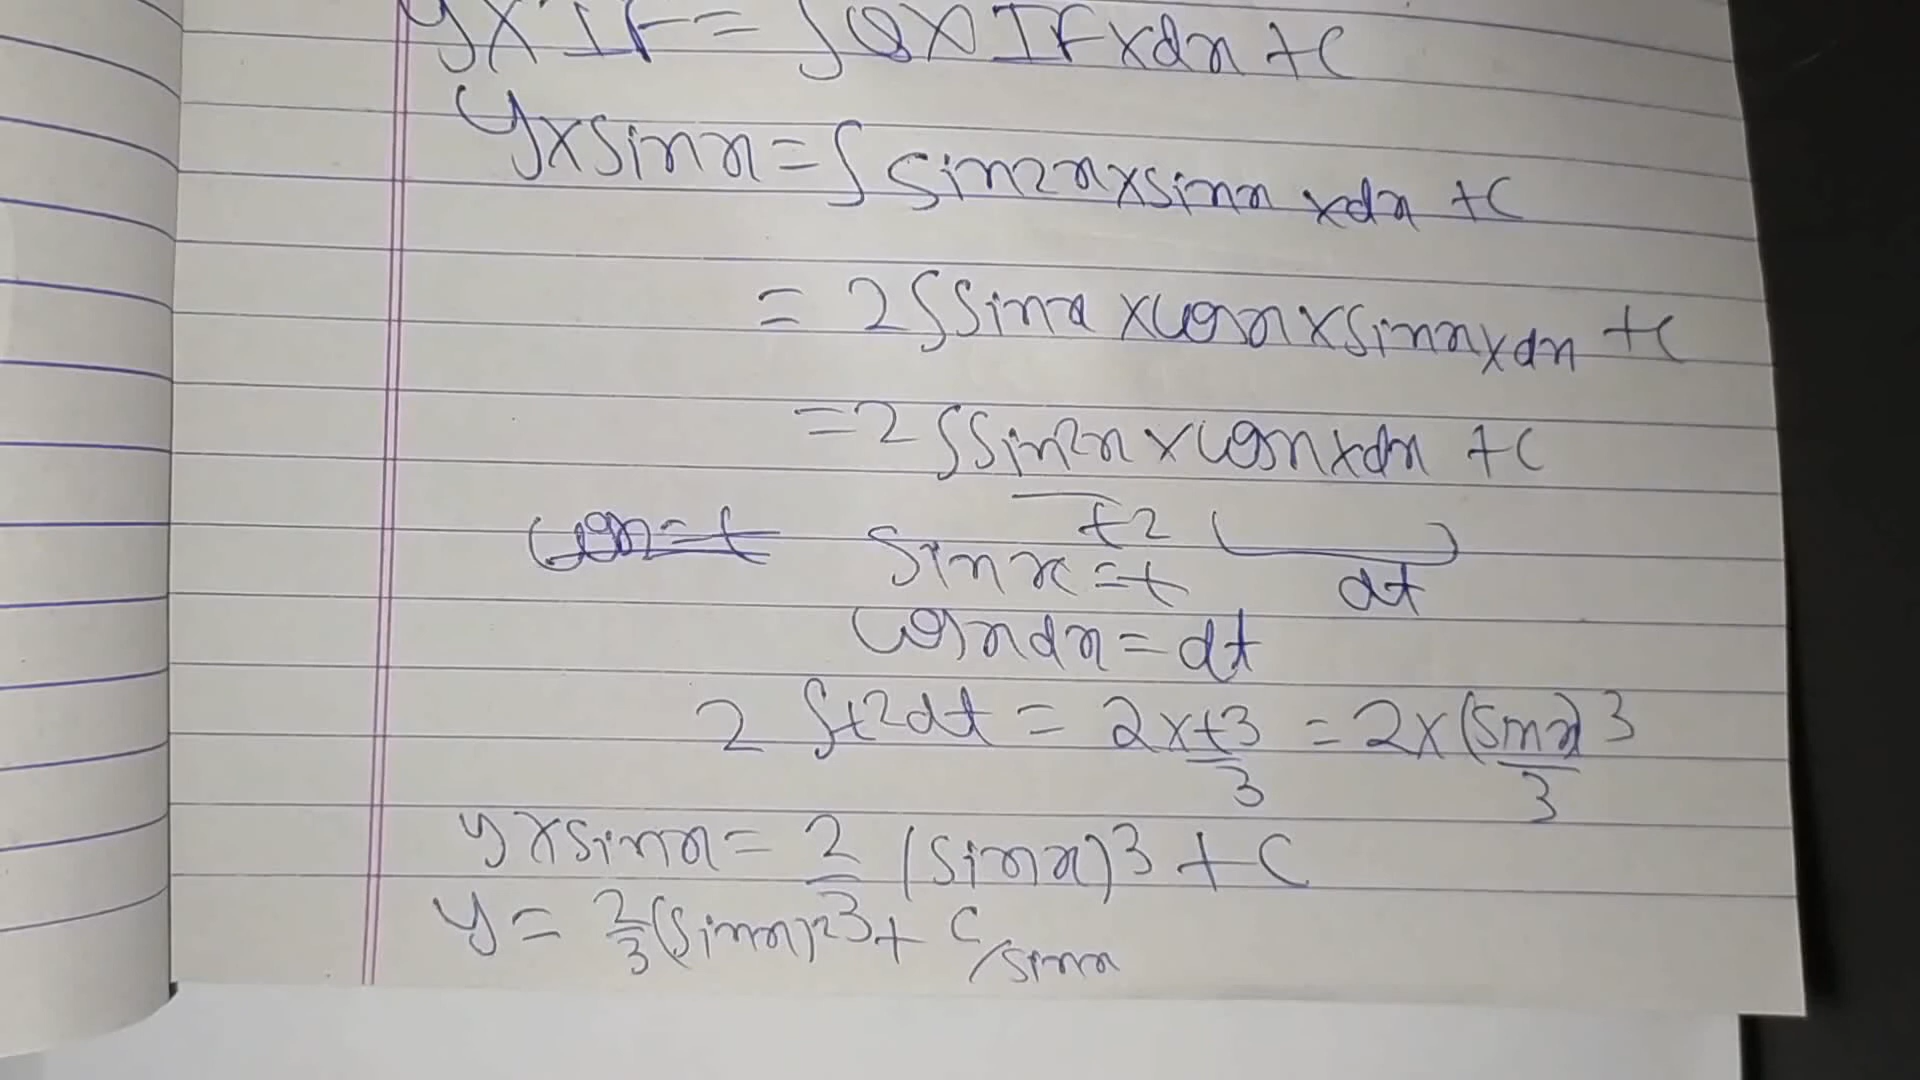 y×IF = ∫Q×IF×dx +C
y×sinx = ∫sin2x×sinx×dx +C
= 2∫sinx×cosx×sinx×dx +C
= 2∫sin2x×cosx×dx +C
t2 dt
cosx=t sinx=t
cosxdx=dt
2∫t2dt = 2×t3/3 = 2×(sinx)3/3
y×sinx = 2/3 (sinx)3 + C
y = 2/3(sinx)23 + C/sinx